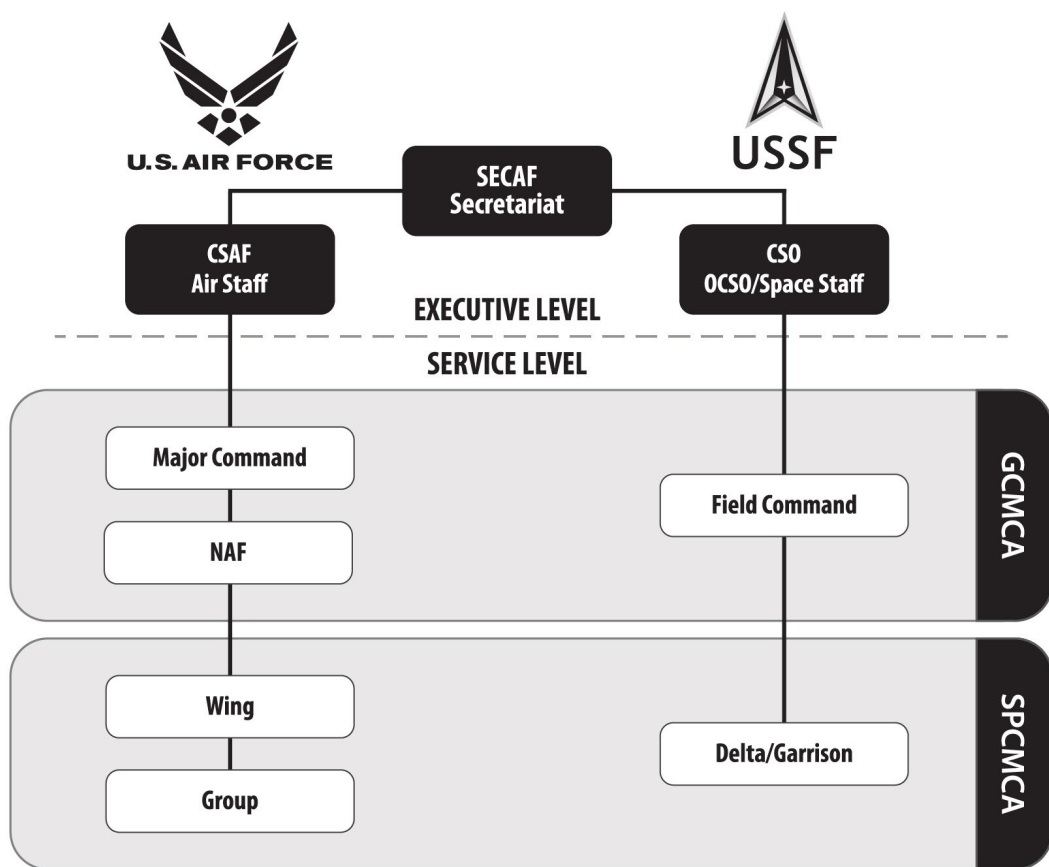 U.S. AIR FORCE
USSF
SECAF
Secretariat
CSAF
Air Staff
CSO
OCSO/Space Staff
EXECUTIVE LEVEL
SERVICE LEVEL
Major Command
NAF
Field Command
GCMCA
Wing
Group
Delta/Garrison
SPCMCA